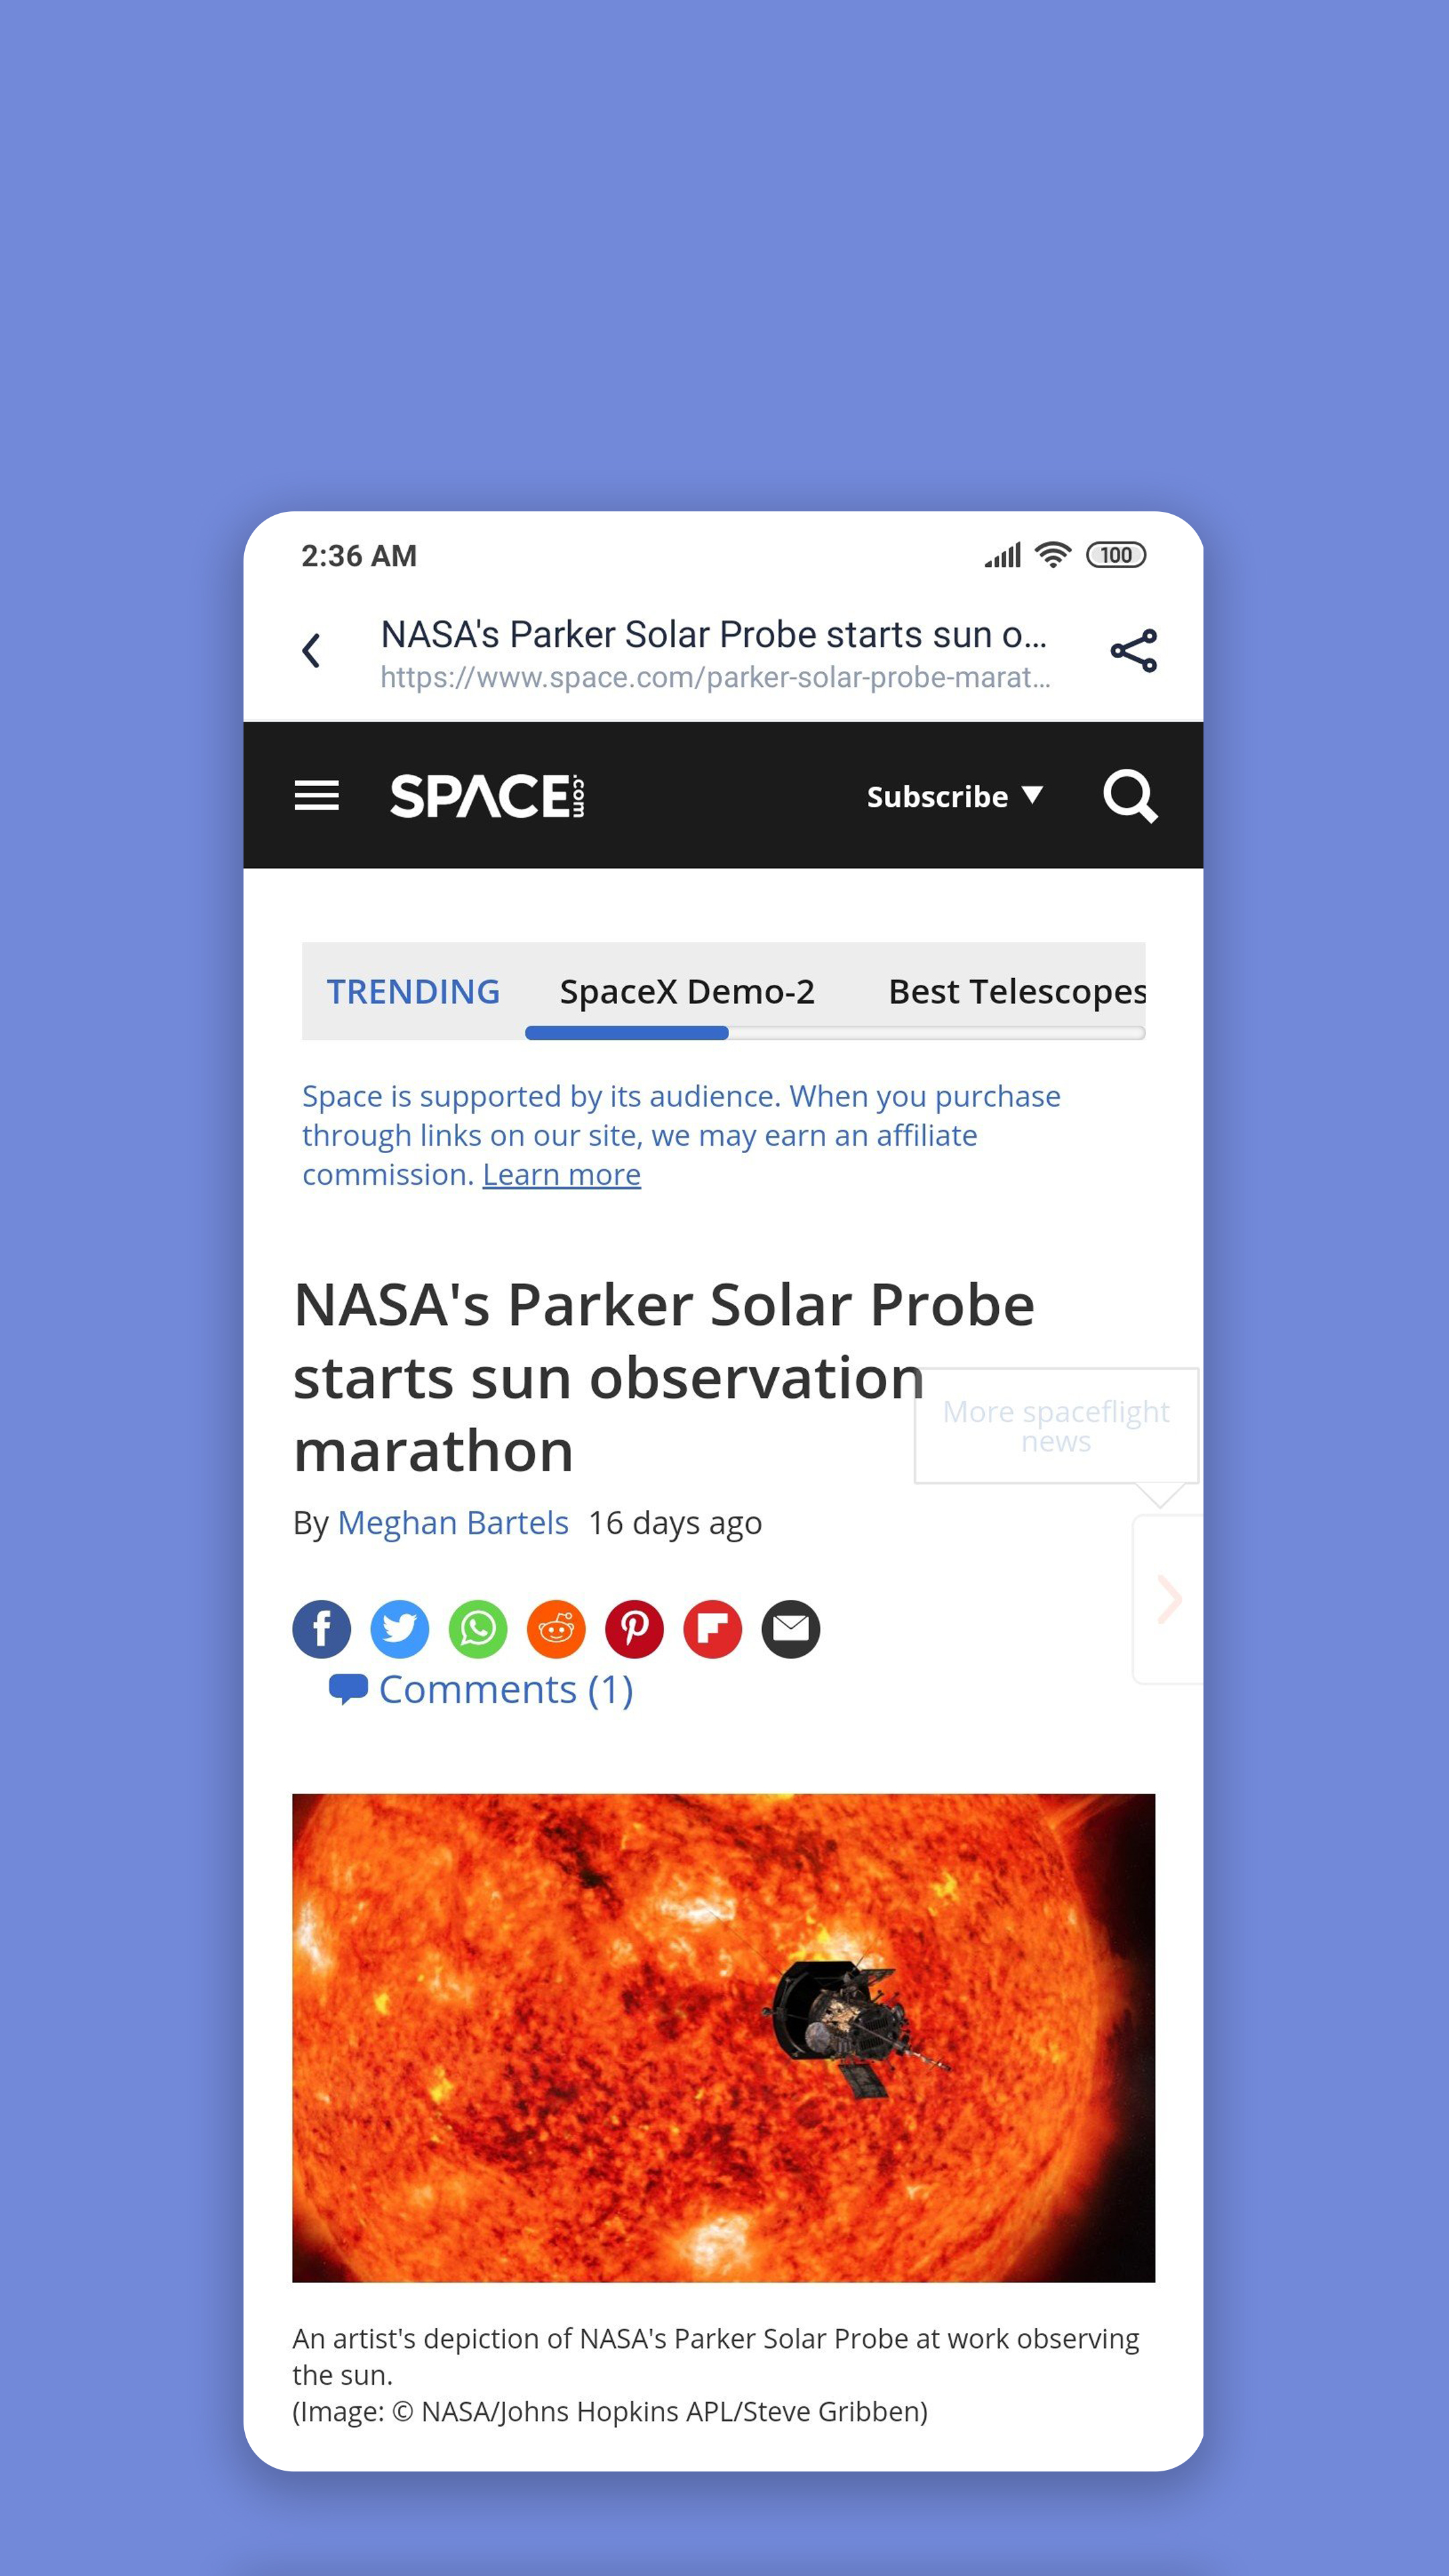 2:36 AM
100
NASA's Parker Solar Probe starts sun o...
https://www.space.com/parker-solar-probe-marat...
SPACE.com
Subscribe
TRENDING
SpaceX Demo-2
Best Telescopes
Space is supported by its audience. When you purchase
through links on our site, we may earn an affiliate
commission. Learn more
NASA's Parker Solar Probe
starts sun observation
marathon
More spaceflight
news
By Meghan Bartels 16 days ago
Comments (1)
An artist's depiction of NASA's Parker Solar Probe at work observing
the sun.
(Image: © NASA/Johns Hopkins APL/Steve Gribben)